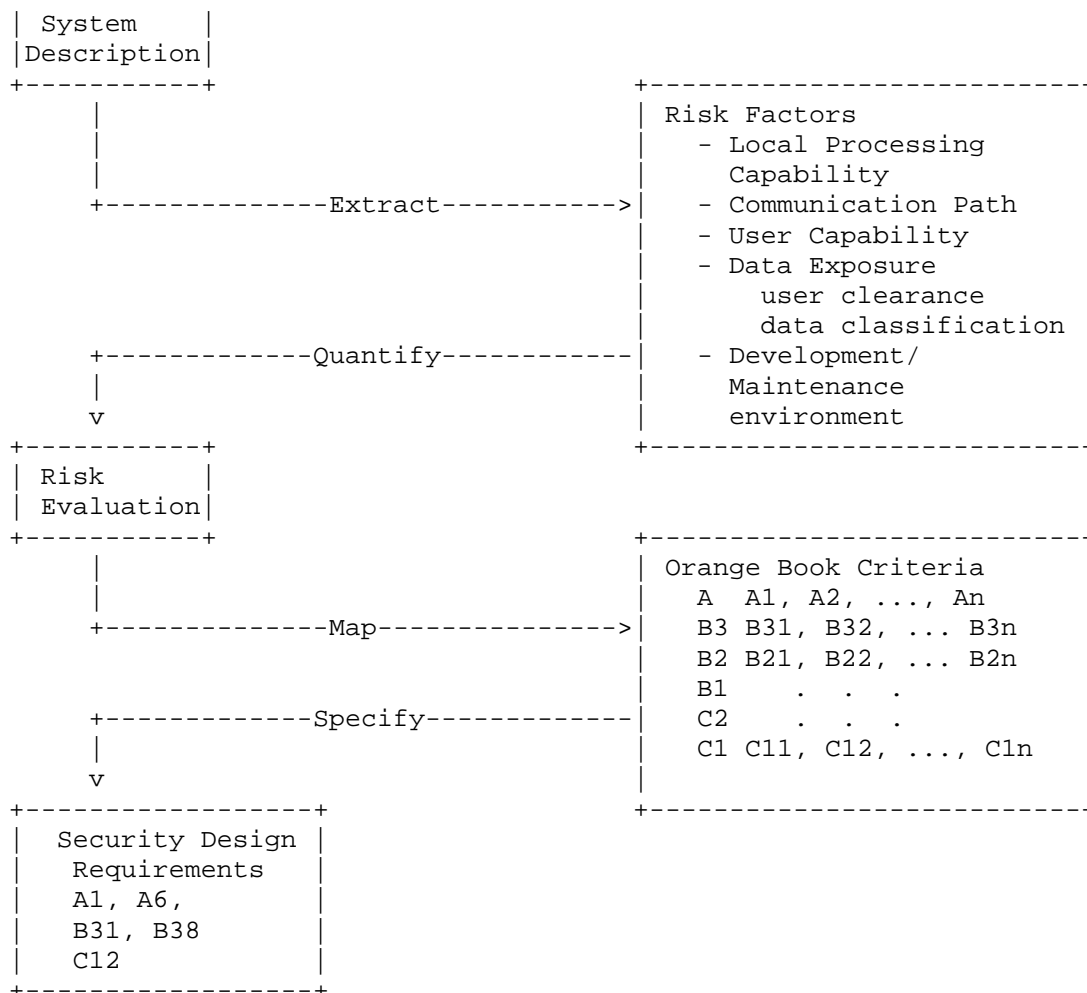 System
Description
Risk Factors
- Local Processing
Capability
Extract
- Communication Path
- User Capability
- Data Exposure
user clearance
data classification
Quantify
- Development/
Maintenance
environment
Risk
Evaluation
Orange Book Criteria
A A1, A2, ..., An
Map
B3 B31, B32, ... B3n
B2 B21, B22, ... B2n
B1 . . .
Specify
C2 . . .
C1 C11, C12, ..., C1n
Security Design
Requirements
A1, A6,
B31, B38
C12